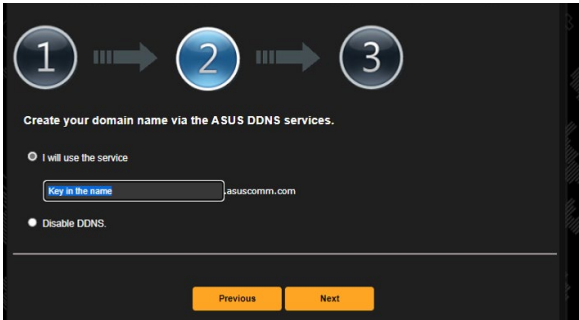 1 2 3
Create your domain name via the ASUS DDNS services.
I will use the service
Key in the name .asuscomm.com
Disable DDNS.
Previous Next